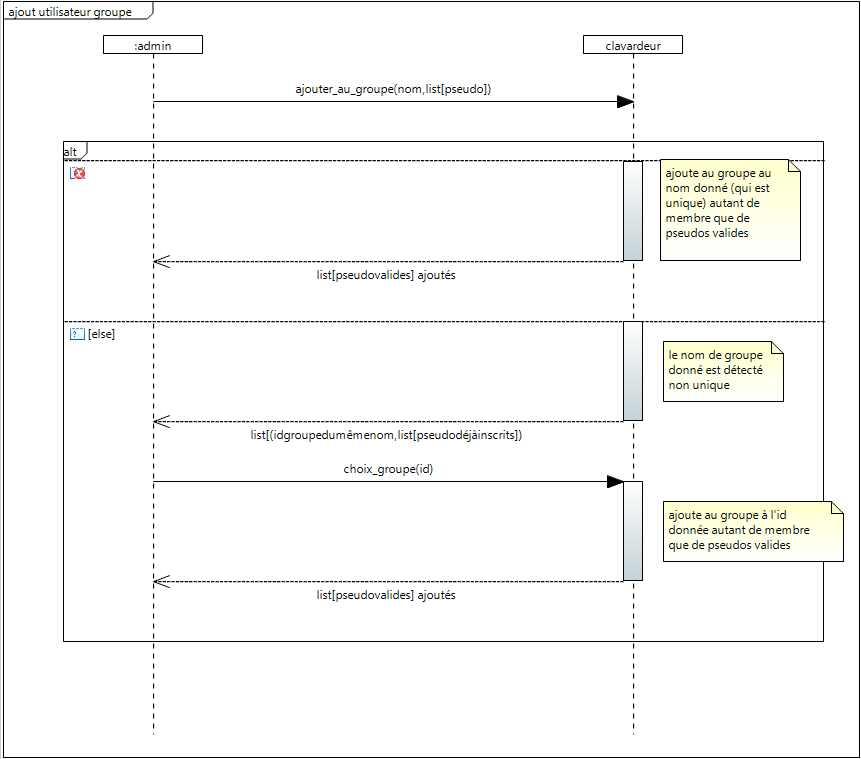 ajout utilisateur groupe
:admin
clavardeur
ajouter_au_groupe(nom,list[pseudo])
alt
ajoute au groupe au
nom donné (qui est
unique) autant de
membre que de
pseudos valides
list[pseudovalides] ajoutés
[else]
le nom de groupe
donné est détecté
non unique
list[(idgroupedumêmenom,list[pseudodéjàinscrits])
choix_groupe(id)
ajoute au groupe à l'id
donnée autant de membre
que de pseudos valides
list[pseudovalides] ajoutés